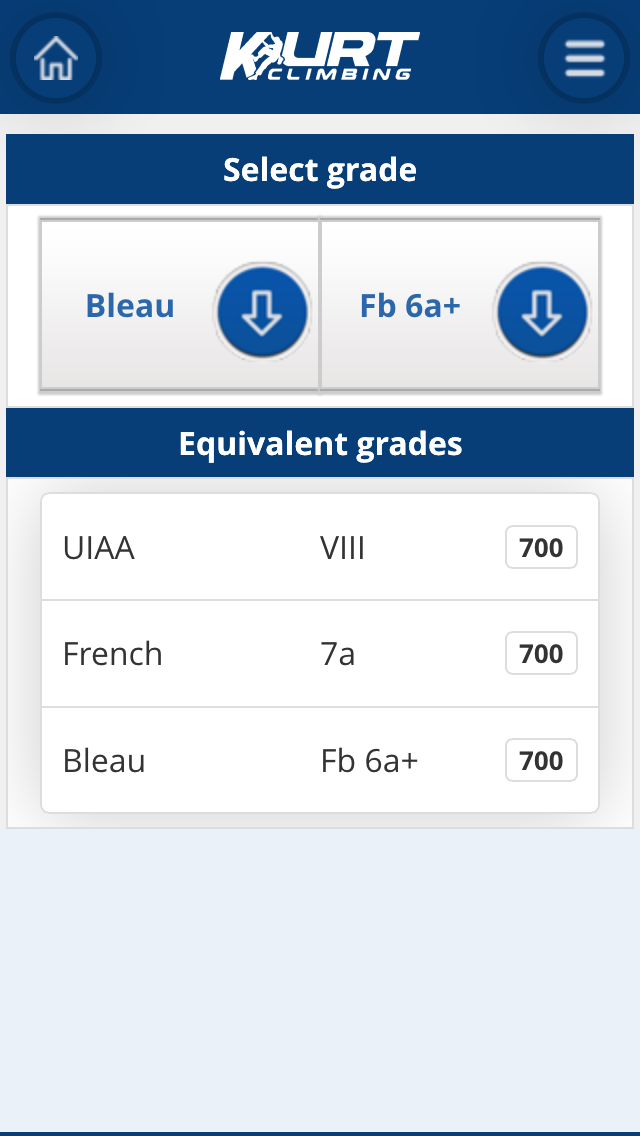 KURT
CLIMBING
Select grade
Bleau Fb 6a+
Equivalent grades
UIAA VIII 700
French 7a 700
Bleau Fb 6a+ 700